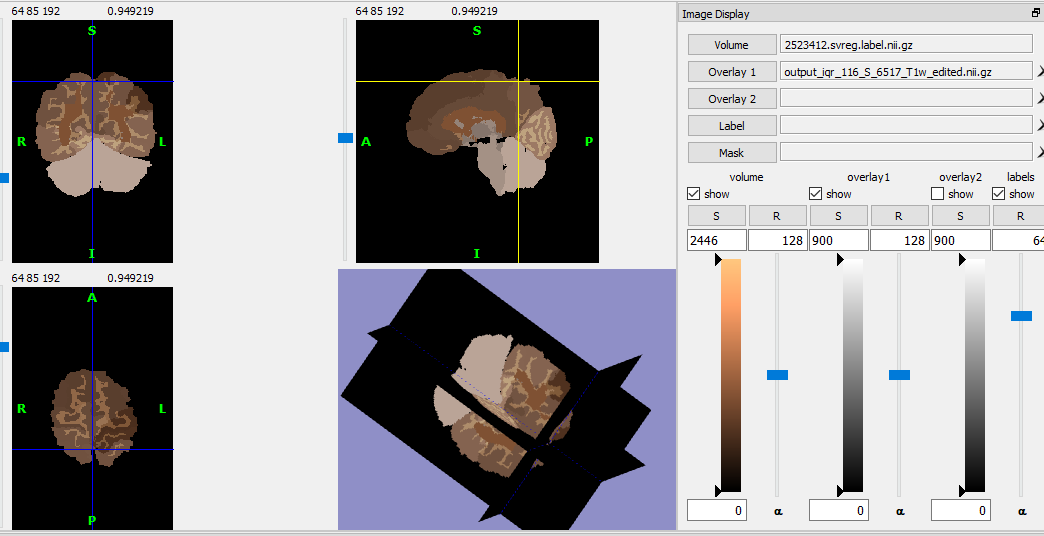 64 85 192 0.949219
S
R L
I
64 85 192 0.949219
S
A P
I
64 85 192 0.949219
A
R L
P
Image Display
Volume 2523412.svreg.label.nii.gz
Overlay 1 output_iqr_116_S_6517_T1w_edited.nii.gz
Overlay 2
Label
Mask
volume overlay1 overlay2 labels
show show show show
S R S R S R
2446 128 900 128 900 64
0 α 0 α 0 α